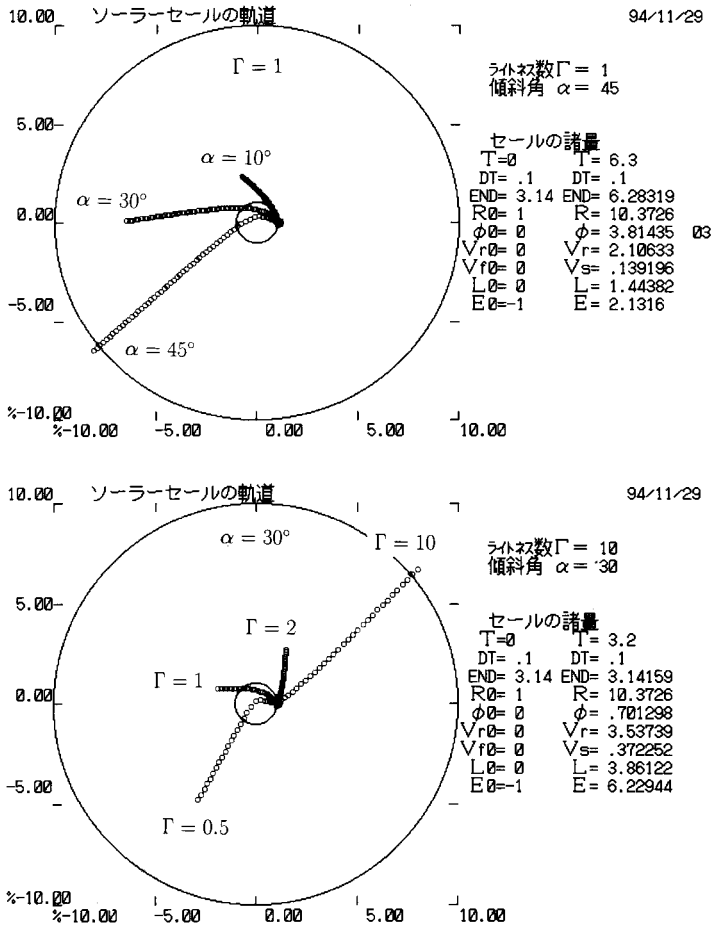 10.00 ソーラーセールの軌道 94/11/29
Γ = 1
ライトネス数Γ = 1
傾斜角 α = 45
5.00
α = 10°
セールの諸量
T=0 T= 6.3
DT= .1 DT= .1
END= 3.14 END= 6.28319
α = 30°
0.00
R0= 1 R= 10.3726
φ0= 0 φ= 3.81435 03
Vr0= 0 Vr= 2.10633
Vf0= 0 Vs= .139196
L0= 0 L= 1.44382
E0=-1 E= 2.1316
-5.00
α = 45°
%-10.00
%-10.00 -5.00 0.00 5.00 10.00
10.00 ソーラーセールの軌道 94/11/29
α = 30°
Γ = 10
ライトネス数Γ = 10
傾斜角 α = 30
5.00
Γ = 2
セールの諸量
T=0 T= 3.2
DT= .1 DT= .1
END= 3.14 END= 3.14159
Γ = 1
0.00
R0= 1 R= 10.3726
φ0= 0 φ= .701298
Vr0= 0 Vr= 3.53739
Vf0= 0 Vs= .372252
L0= 0 L= 3.86122
E0=-1 E= 6.22944
-5.00
Γ = 0.5
%-10.00
%-10.00 -5.00 0.00 5.00 10.00